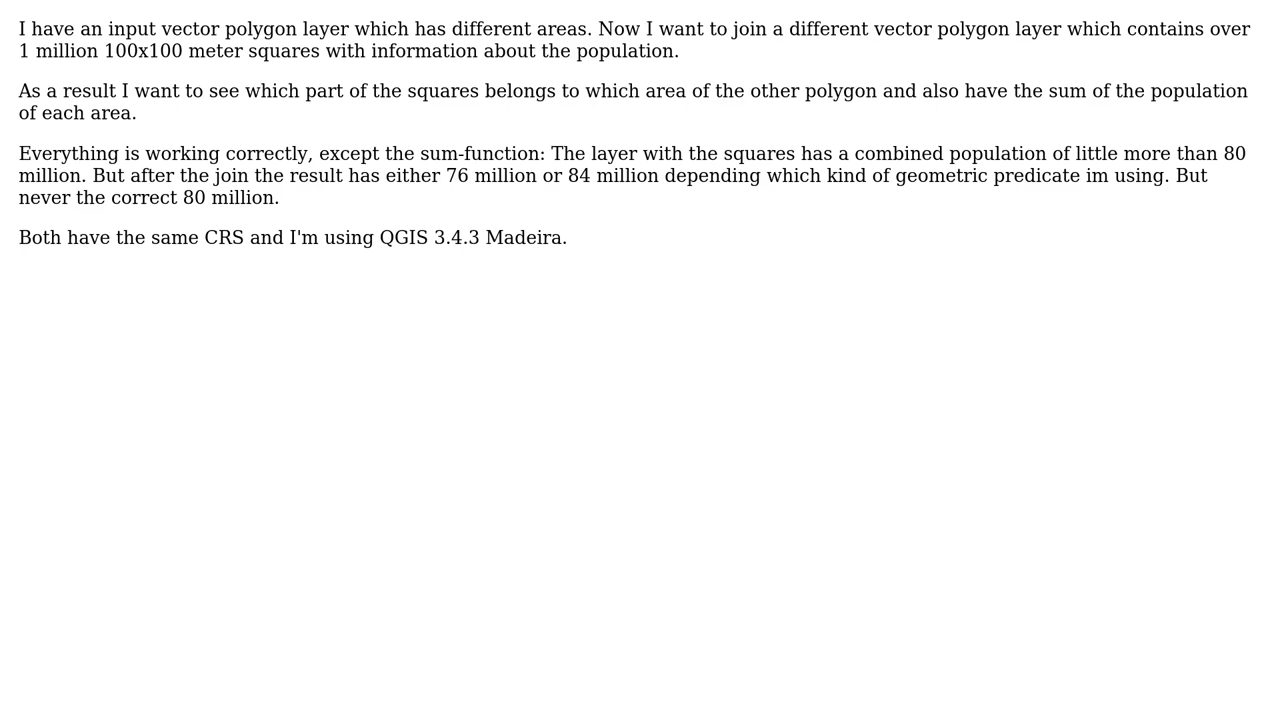 I have an input vector polygon layer which has different areas. Now I want to join a different vector polygon layer which contains over
1 million 100x100 meter squares with information about the population.
As a result I want to see which part of the squares belongs to which area of the other polygon and also have the sum of the population
of each area.
Everything is working correctly, except the sum-function: The layer with the squares has a combined population of little more than 80
million. But after the join the result has either 76 million or 84 million depending which kind of geometric predicate im using. But
never the correct 80 million.
Both have the same CRS and I'm using QGIS 3.4.3 Madeira.